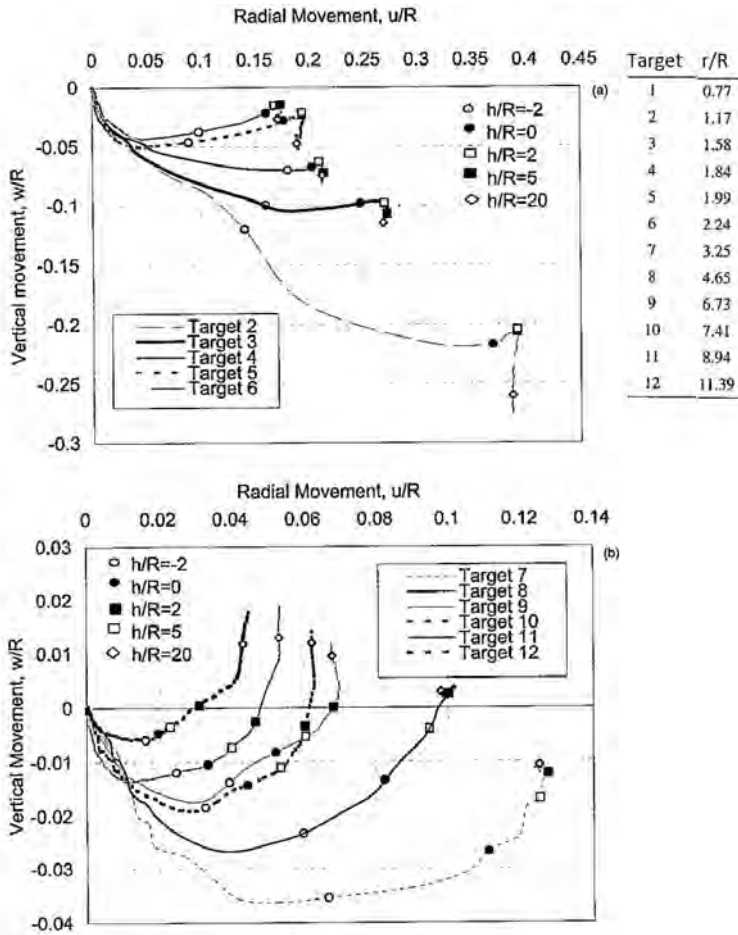 Radial Movement, u/R
0 0.05 0.1 0.15 0.2 0.25 0.3 0.35 0.4 0.45
Target r/R
1 0.77
2 1.17
3 1.58
4 1.84
5 1.99
6 2.24
7 3.25
8 4.65
9 6.73
10 7.41
11 8.94
12 11.39
(a)
Vertical movement, w/R
0
-0.05
-0.1
-0.15
-0.2
-0.25
-0.3
h/R=-2
h/R=0
h/R=2
h/R=5
h/R=20
Target 2
Target 3
Target 4
Target 5
Target 6
Radial Movement, u/R
0 0.02 0.04 0.06 0.08 0.1 0.12 0.14
(b)
Vertical Movement, w/R
0.03
0.02
0.01
0
-0.01
-0.02
-0.03
-0.04
h/R=-2
h/R=0
h/R=2
h/R=5
h/R=20
Target 7
Target 8
Target 9
Target 10
Target 11
Target 12